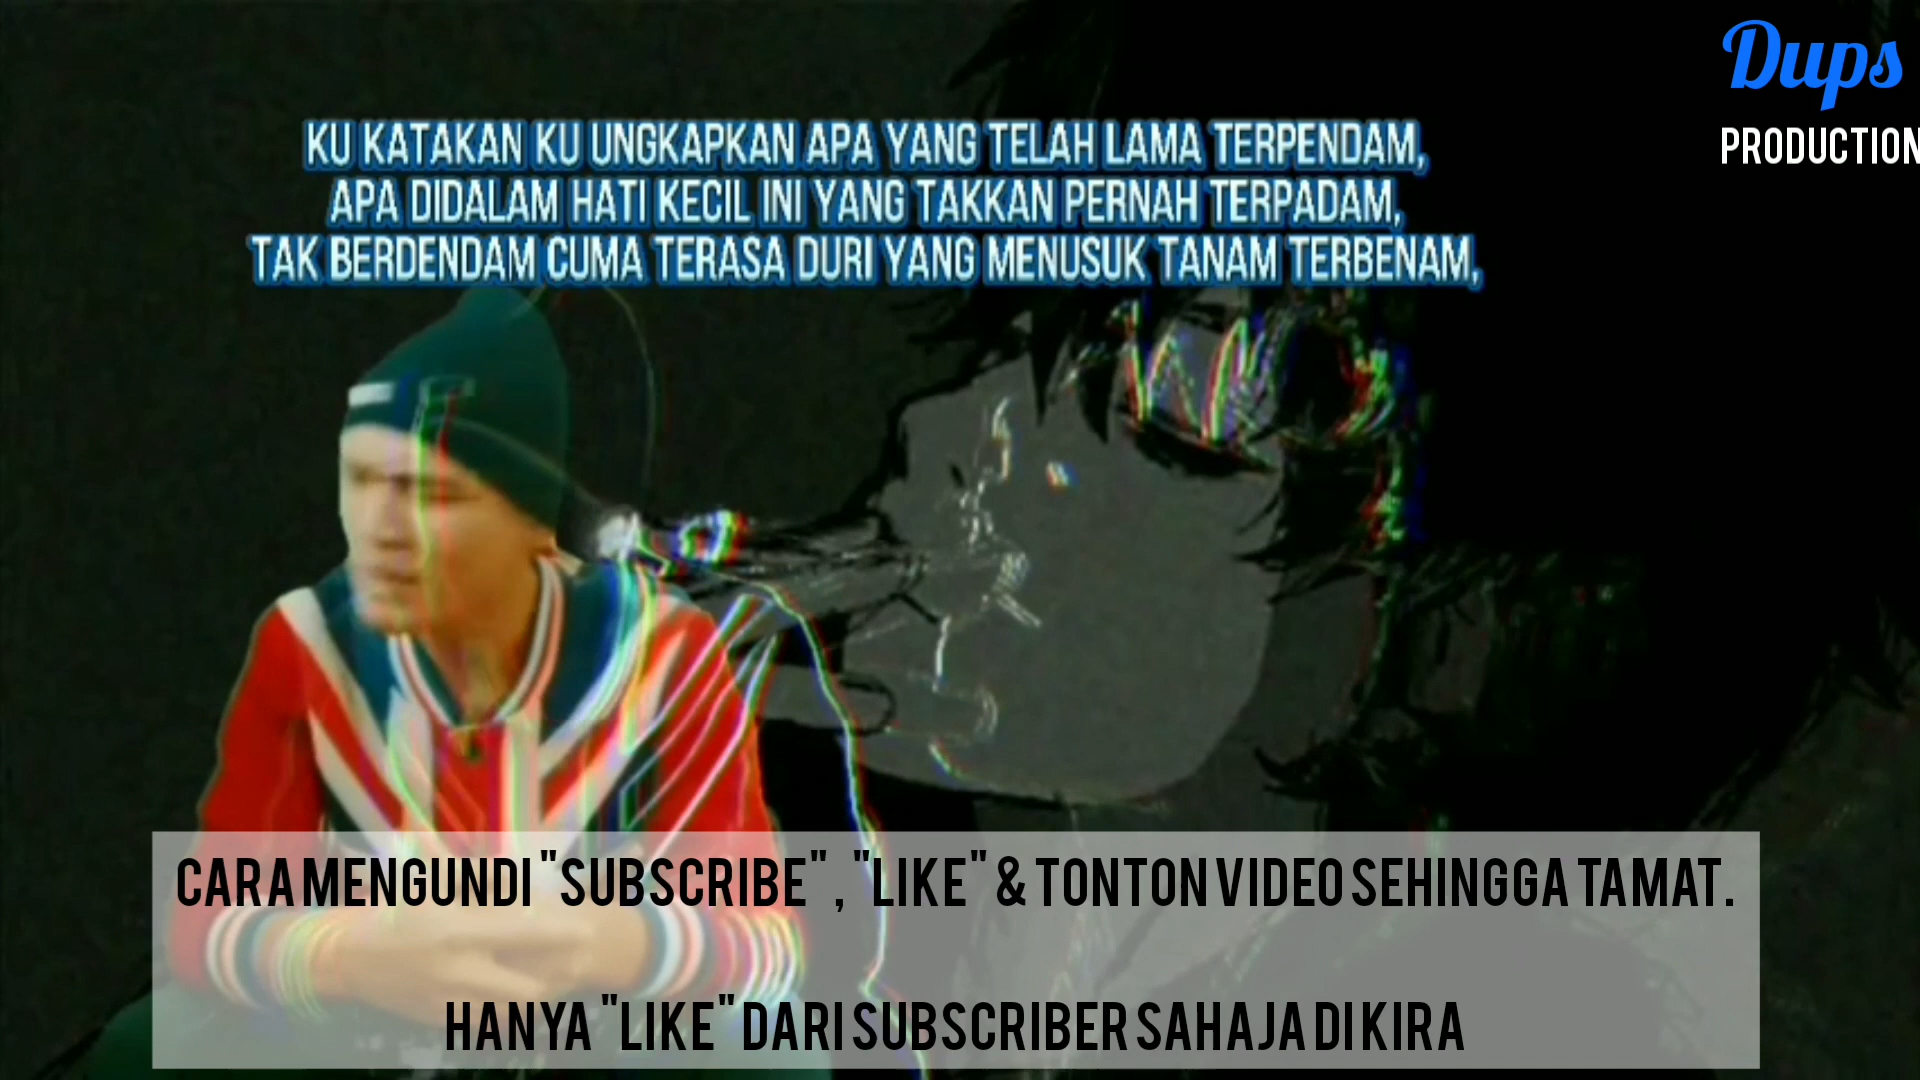 Dups
PRODUCTION
KU KATAKAN KU UNGKAPKAN APA YANG TELAH LAMA TERPENDAM,
APA DIDALAM HATI KECIL INI YANG TAKKAN PERNAH TERPADAM,
TAK BERDENDAM CUMA TERASA DURI YANG MENUSUK TANAM TERBENAM,
CARA MENGUNDI "SUBSCRIBE" , "LIKE" & TONTON VIDEO SEHINGGA TAMAT.
HANYA "LIKE" DARI SUBSCRIBER SAHAJA DI KIRA